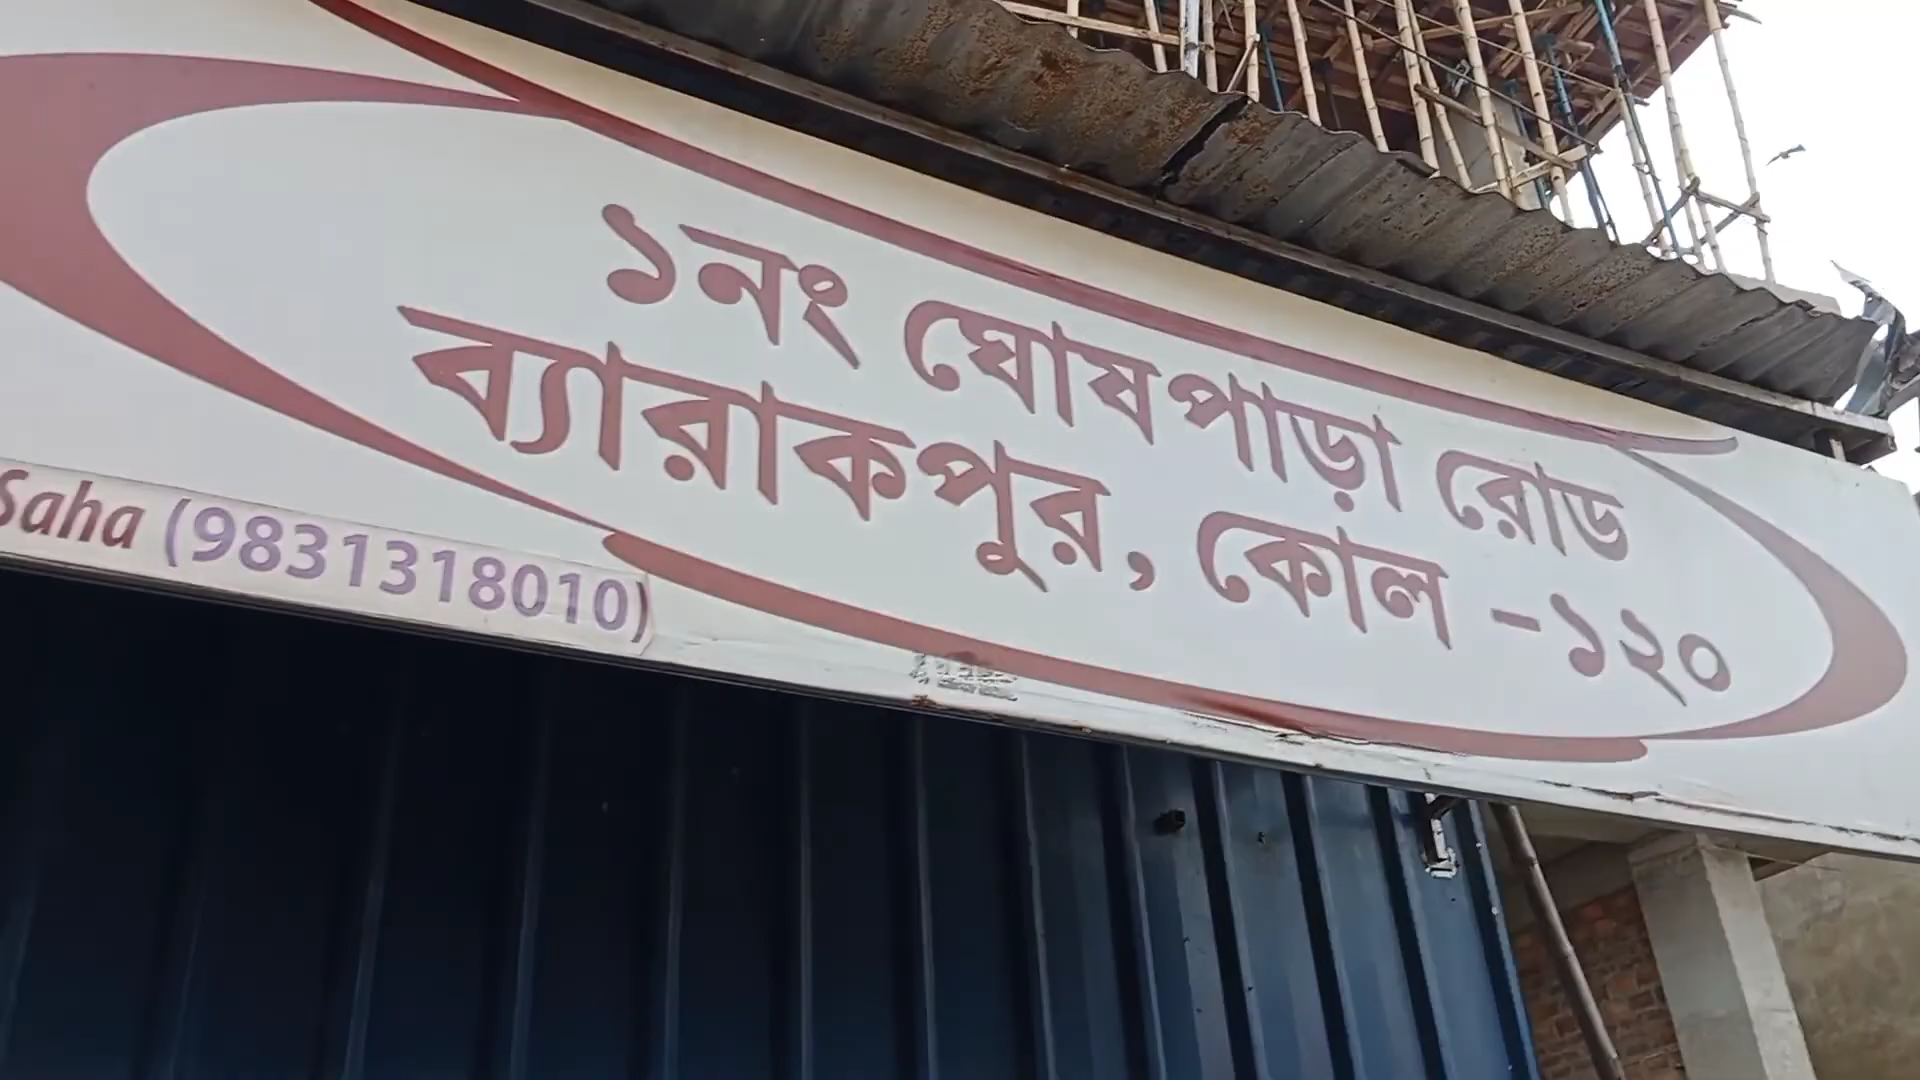 ১নং ঘোষপাড়া রোড
ব্যারাকপুর, কোল -১২০
Saha (9831318010)